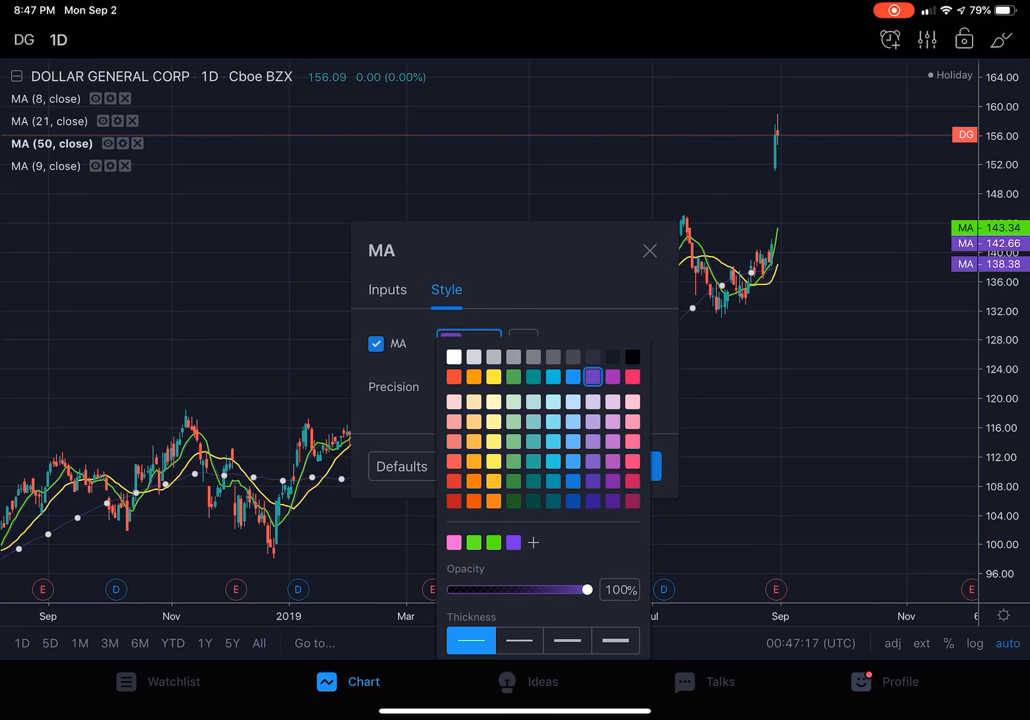 8:47 PM Mon Sep 2 79%
DG 1D
DOLLAR GENERAL CORP 1D Cboe BZX 156.09 0.00 (0.00%)
Holiday
MA (8, close)
MA (21, close)
MA (50, close)
MA (9, close)
164.00
160.00
DG 156.00
152.00
148.00
MA 143.34
MA 142.66
140.00
MA 138.38
136.00
132.00
128.00
124.00
120.00
116.00
112.00
108.00
104.00
100.00
96.00
MA
Inputs Style
MA
Precision
Defaults
Opacity
100%
Thickness
E D E D E D E E
Sep Nov 2019 Mar ul Sep Nov 6
1D 5D 1M 3M 6M YTD 1Y 5Y All Go to... 00:47:17 (UTC) adj ext % log auto
Watchlist Chart Ideas Talks Profile